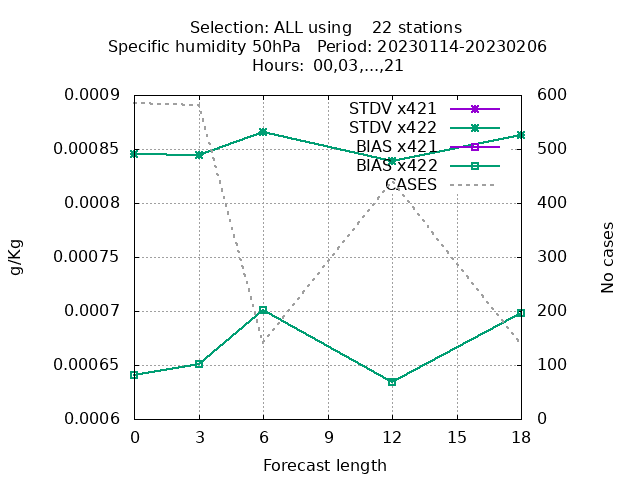 Selection: ALL using    22 stations
Specific humidity 50hPa   Period: 20230114-20230206
Hours:  00,03,...,21
0.0009
0.00085
0.0008
0.00075
0.0007
0.00065
0.0006
g/Kg
STDV x421
STDV x422
BIAS x421
BIAS x422
CASES
600
500
400
300
200
100
0
No cases
0 3 6 9 12 15 18
Forecast length